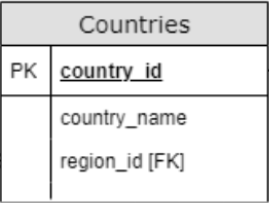 Countries
PK country_id
country_name
region_id [FK]